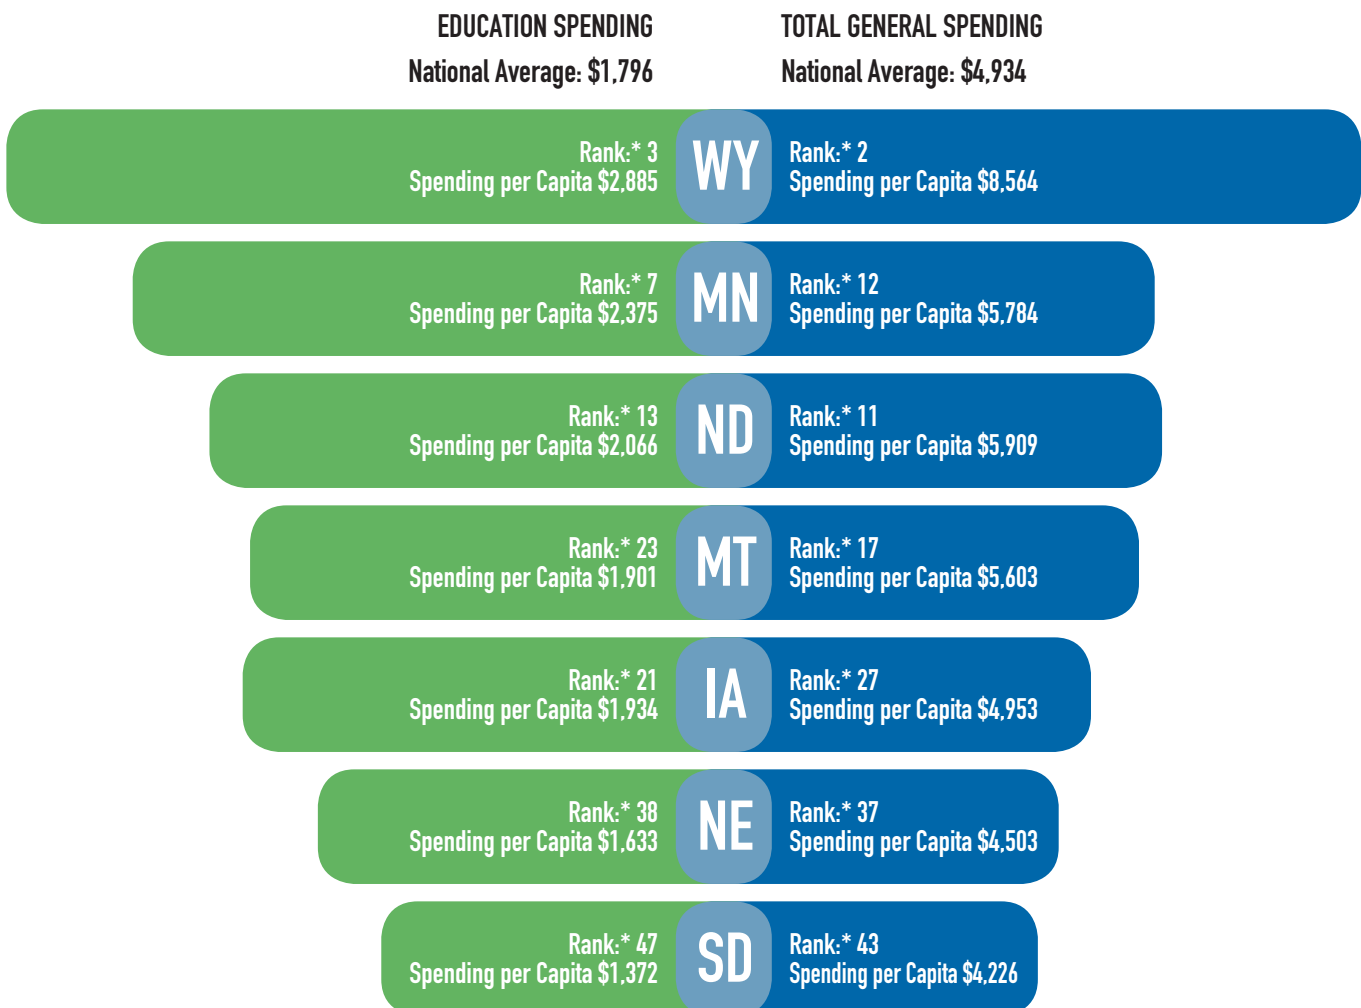 EDUCATION SPENDING
National Average: $1,796
TOTAL GENERAL SPENDING
National Average: $4,934
Rank:* 3
Spending per Capita $2,885
WY
Rank:* 2
Spending per Capita $8,564
Rank:* 7
Spending per Capita $2,375
MN
Rank:* 12
Spending per Capita $5,784
Rank:* 13
Spending per Capita $2,066
ND
Rank:* 11
Spending per Capita $5,909
Rank:* 23
Spending per Capita $1,901
MT
Rank:* 17
Spending per Capita $5,603
Rank:* 21
Spending per Capita $1,934
IA
Rank:* 27
Spending per Capita $4,953
Rank:* 38
Spending per Capita $1,633
NE
Rank:* 37
Spending per Capita $4,503
Rank:* 47
Spending per Capita $1,372
SD
Rank:* 43
Spending per Capita $4,226